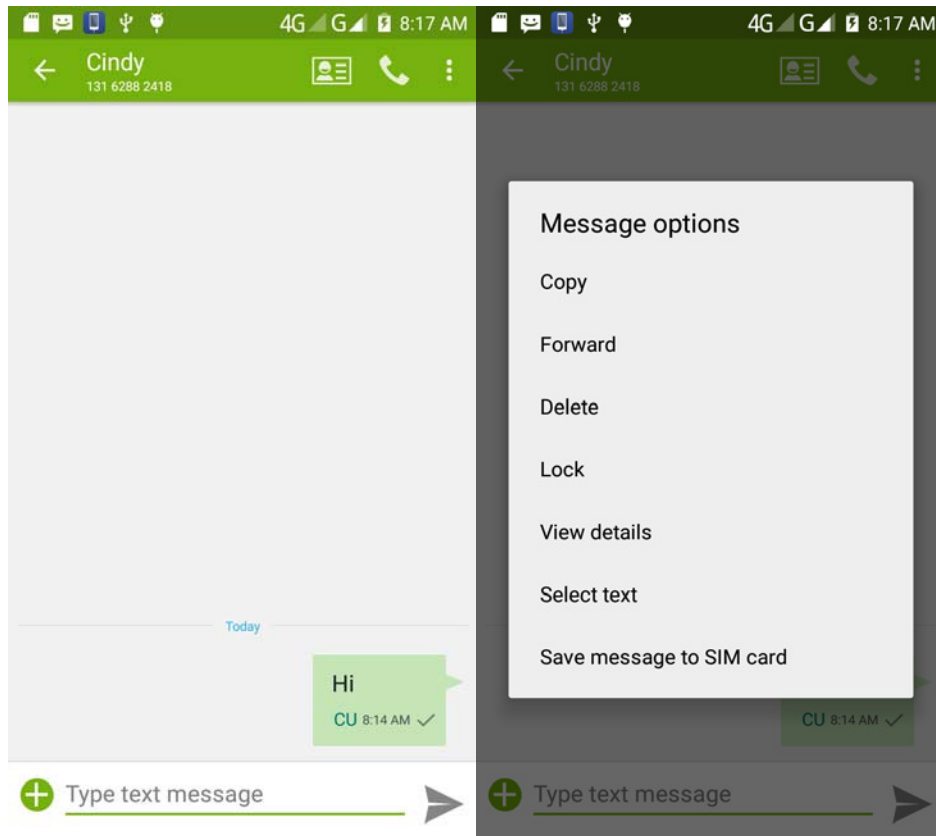 4G G 8:17 AM
Cindy
131 6288 2418
Today
Hi
CU 8:14 AM
Type text message
4G G 8:17 AM
Cindy
131 6288 2418
Message options
Copy
Forward
Delete
Lock
View details
Select text
Save message to SIM card
CU 8:14 AM
Type text message